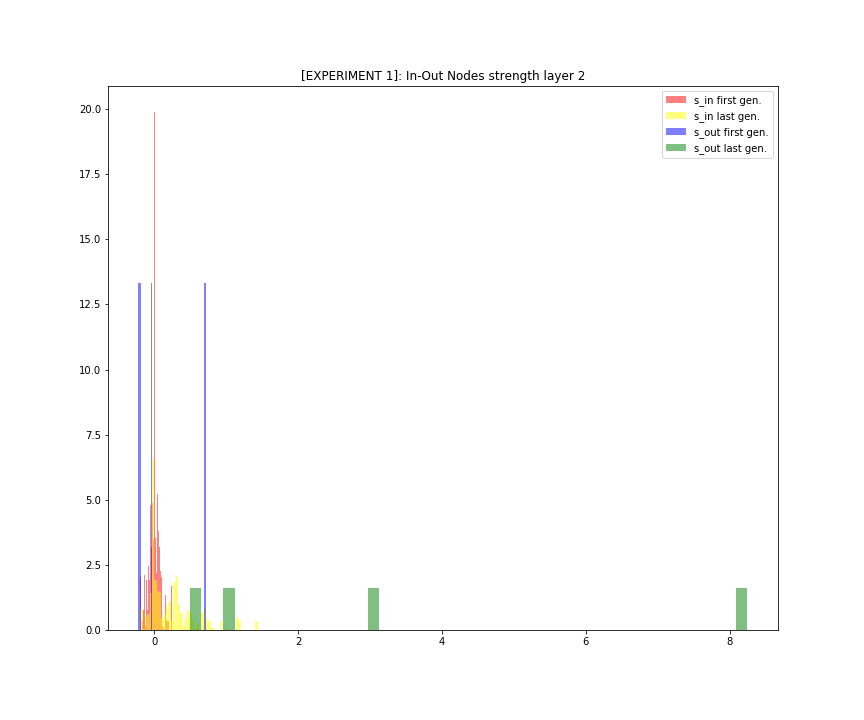 [EXPERIMENT 1]: In-Out Nodes strength layer 2
s_in first gen.
s_in last gen.
s_out first gen.
s_out last gen.
20.0
17.5
15.0
12.5
10.0
7.5
5.0
2.5
0.0
0 2 4 6 8